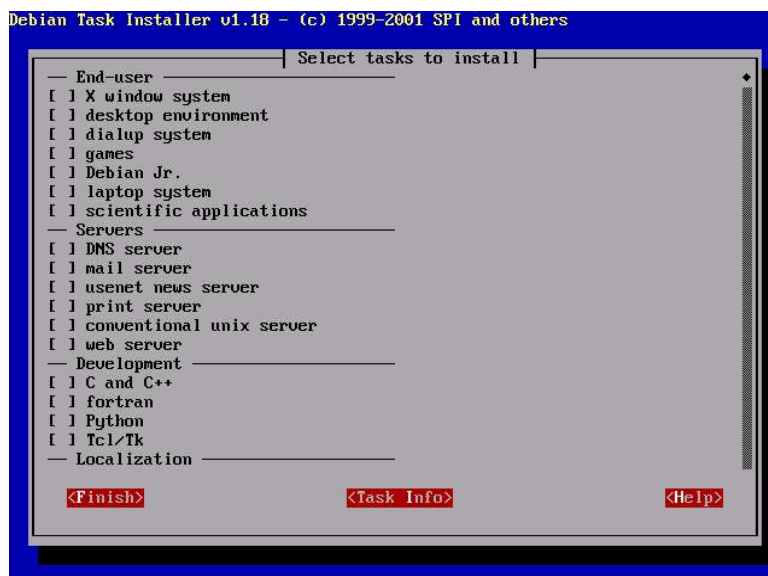 Debian Task Installer v1.18 - (c) 1999-2001 SPI and others
Select tasks to install
End-user
[ ] X window system
[ ] desktop environment
[ ] dialup system
[ ] games
[ ] Debian Jr.
[ ] laptop system
[ ] scientific applications
Servers
[ ] DNS server
[ ] mail server
[ ] usenet news server
[ ] print server
[ ] conventional unix server
[ ] web server
Development
[ ] C and C++
[ ] fortran
[ ] Python
[ ] Tcl/Tk
Localization
<Finish> <Task Info> <Help>